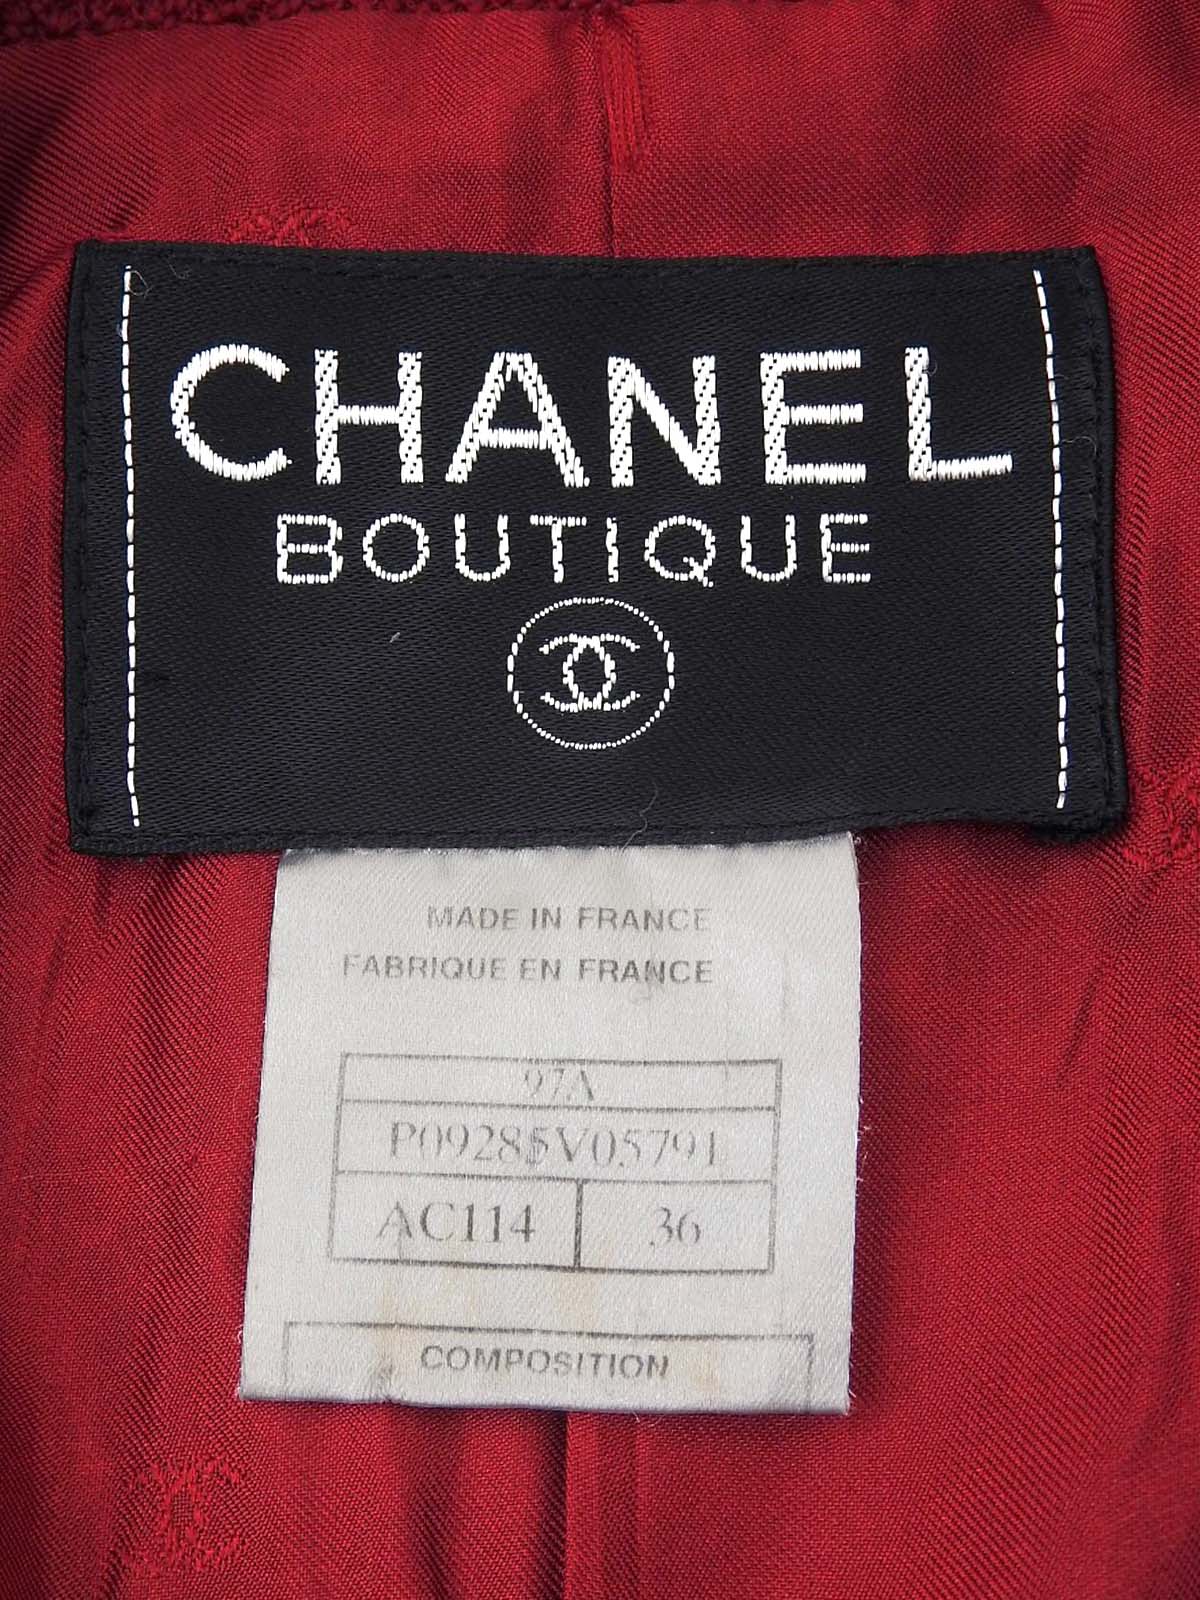 CHANEL
BOUTIQUE
MADE IN FRANCE
FABRIQUE EN FRANCE
97A
P09285V05791
AC114 36
COMPOSITION